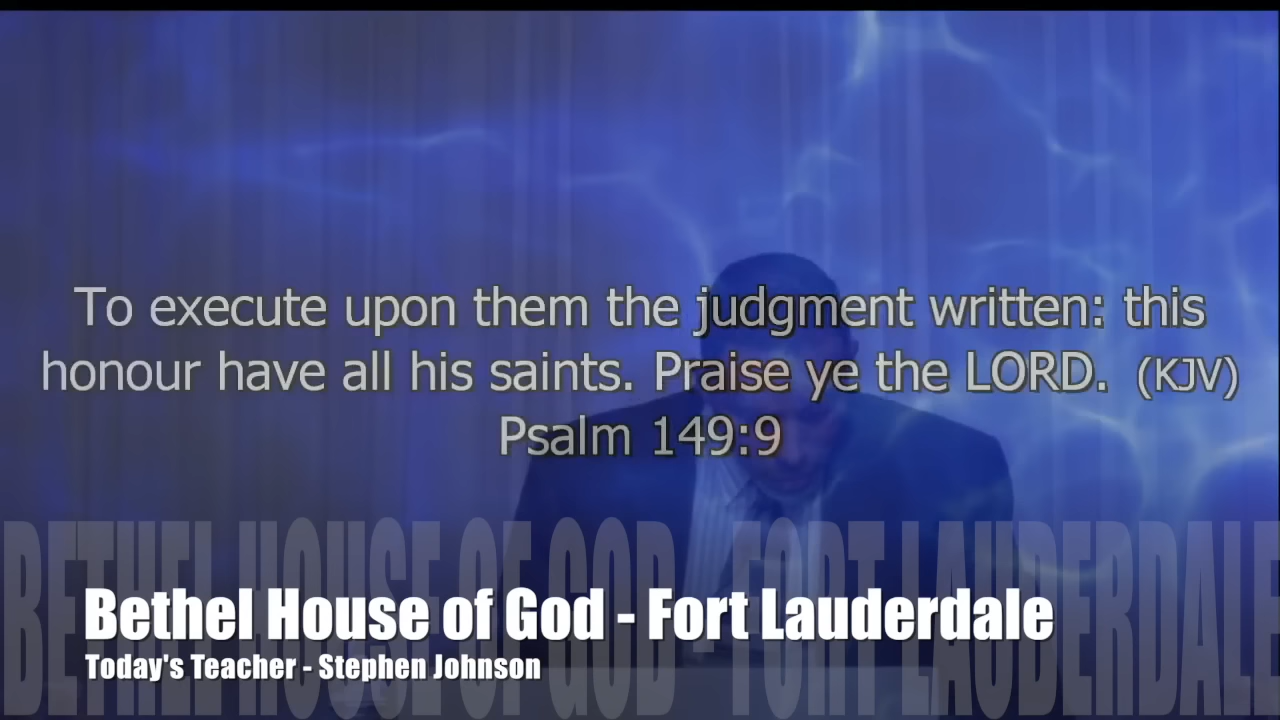 To execute upon them the judgment written: this
honour have all his saints. Praise ye the LORD. (KJV)
Psalm 149:9
BETHEL HOUSE OF GOD - FORT LAUDERDALE
Bethel House of God - Fort Lauderdale
Today's Teacher - Stephen Johnson